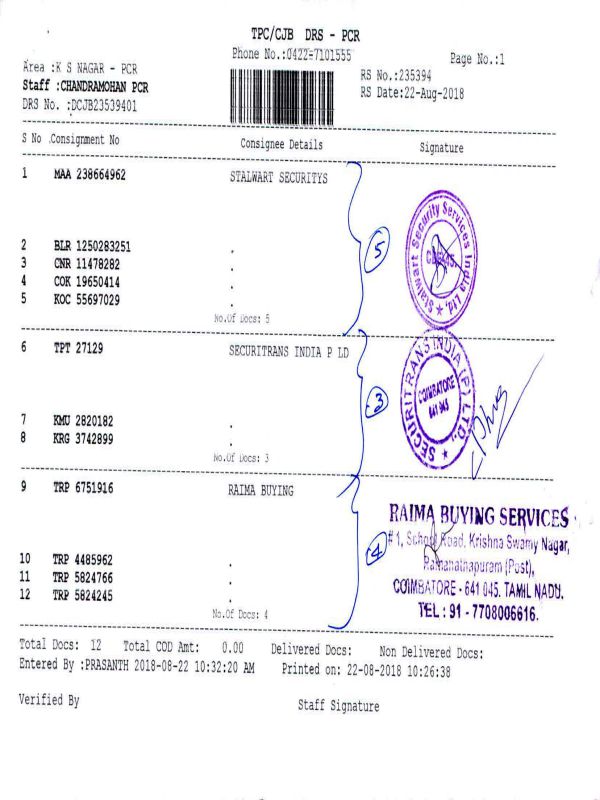 TPC/CJB DRS - PCR
Phone No.:0422-7101555
Page No.:1
Area :K S NAGAR - PCR
RS No.:235394
Staff :CHANDRAMOHAN PCR
RS Date:22-Aug-2018
DRS No. :DCJB23539401
S No Consignment No Consignee Details Signature
1 MAA 238664962 STALWART SECURITYS
2 BLR 1250283251 .
3 CNR 11478282 .
4 COK 19650414 .
5 KOC 55697029 .
No.Of Docs: 5
5
Stalwart Security Services India Ltd.
6 TPT 27129 SECURITRANS INDIA P LD
7 KMU 2820182 .
8 KRG 3742899 .
No.Of Docs: 3
3
SECURITRANS INDIA (P) LTD.,
COIMBATORE
641 045
9 TRP 6751916 RAIMA BUYING
10 TRP 4485962 .
11 TRP 5824766 .
12 TRP 5824245 .
No.Of Docs: 4
4
RAIMA BUYING SERVICES
# 1, School Road, Krishna Swamy Nagar,
Ramanathapuram (Post),
COIMBATORE - 641 045. TAMIL NADU.
TEL : 91 - 7708006616.
Total Docs: 12 Total COD Amt: 0.00 Delivered Docs: Non Delivered Docs:
Entered By :PRASANTH 2018-08-22 10:32:20 AM Printed on: 22-08-2018 10:26:38
Verified By Staff Signature